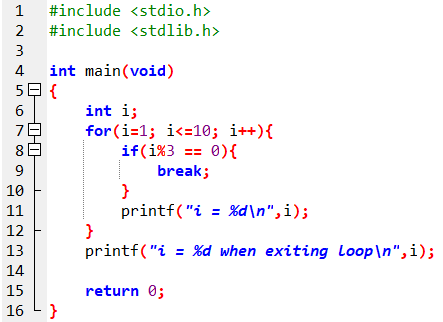 1 #include <stdio.h>
2 #include <stdlib.h>
3
4 int main(void)
5 {
6     int i;
7     for(i=1; i<=10; i++){
8         if(i%3 == 0){
9             break;
10         }
11         printf("i = %d\n",i);
12     }
13     printf("i = %d when exiting loop\n",i);
14
15     return 0;
16 }